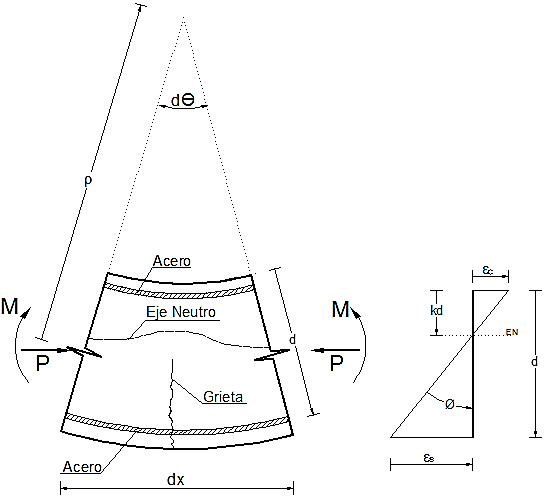 dϴ
ρ
Acero
εc
M
Eje Neutro
M
kd
EN
d
d
P
P
Grieta
Ø
Acero
εs
dx